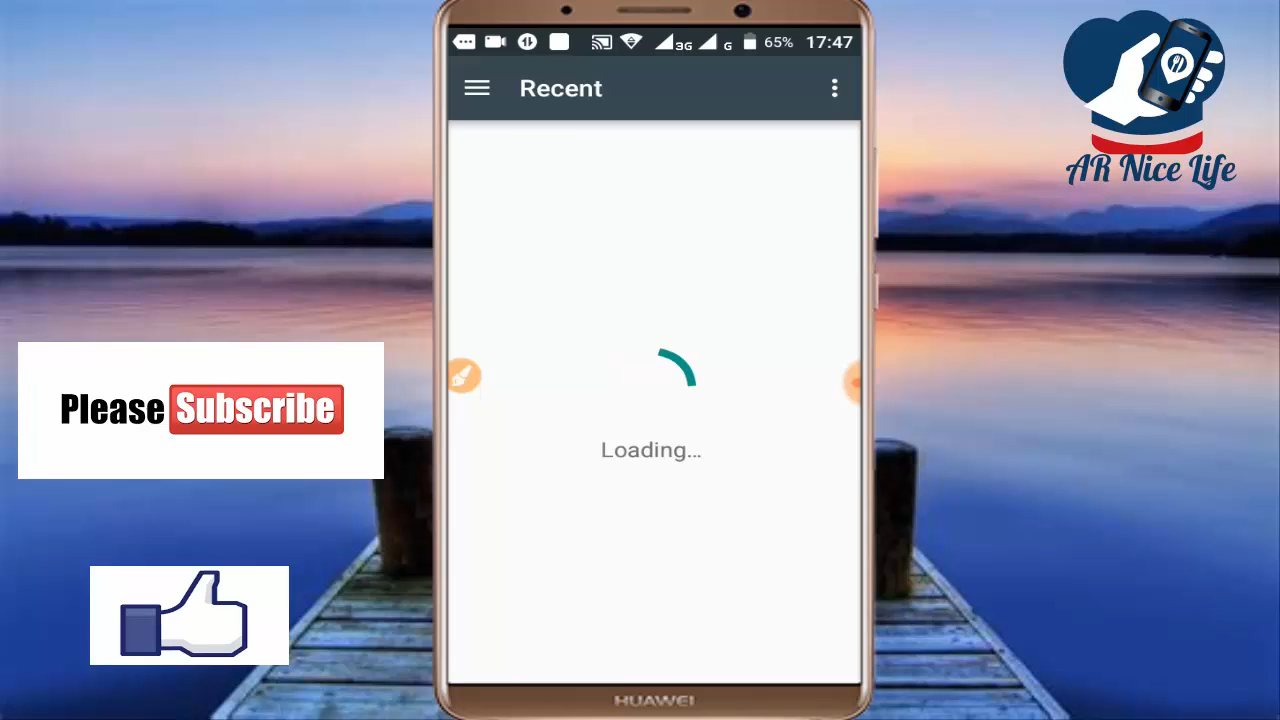 3G
G
65%
17:47
Recent
AR Nice Life
Please Subscribe
Loading...
HUAWEI